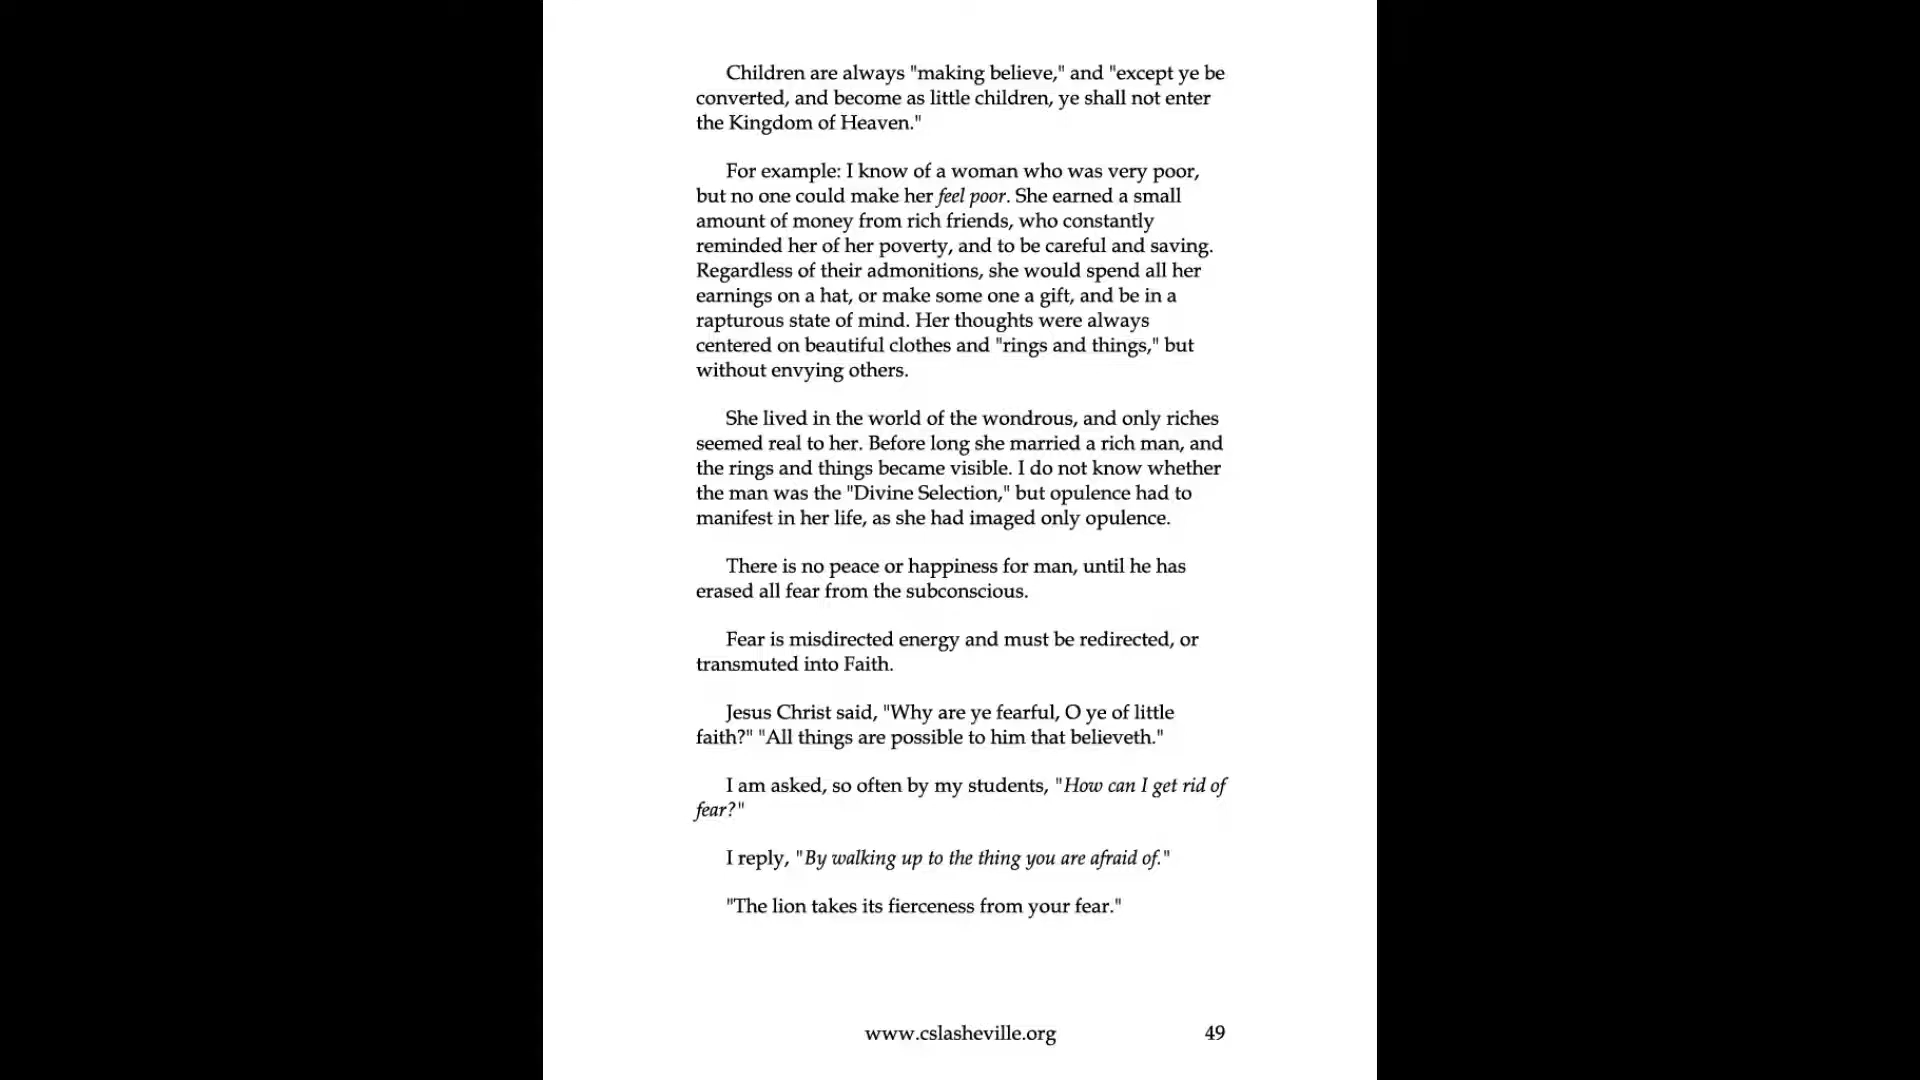 Children are always "making believe," and "except ye be
converted, and become as little children, ye shall not enter
the Kingdom of Heaven."
For example: I know of a woman who was very poor,
but no one could make her feel poor. She earned a small
amount of money from rich friends, who constantly
reminded her of her poverty, and to be careful and saving.
Regardless of their admonitions, she would spend all her
earnings on a hat, or make some one a gift, and be in a
rapturous state of mind. Her thoughts were always
centered on beautiful clothes and "rings and things," but
without envying others.
She lived in the world of the wondrous, and only riches
seemed real to her. Before long she married a rich man, and
the rings and things became visible. I do not know whether
the man was the "Divine Selection," but opulence had to
manifest in her life, as she had imaged only opulence.
There is no peace or happiness for man, until he has
erased all fear from the subconscious.
Fear is misdirected energy and must be redirected, or
transmuted into Faith.
Jesus Christ said, "Why are ye fearful, O ye of little
faith?" "All things are possible to him that believeth."
I am asked, so often by my students, "How can I get rid of
fear?"
I reply, "By walking up to the thing you are afraid of."
"The lion takes its fierceness from your fear."
www.cslasheville.org 49